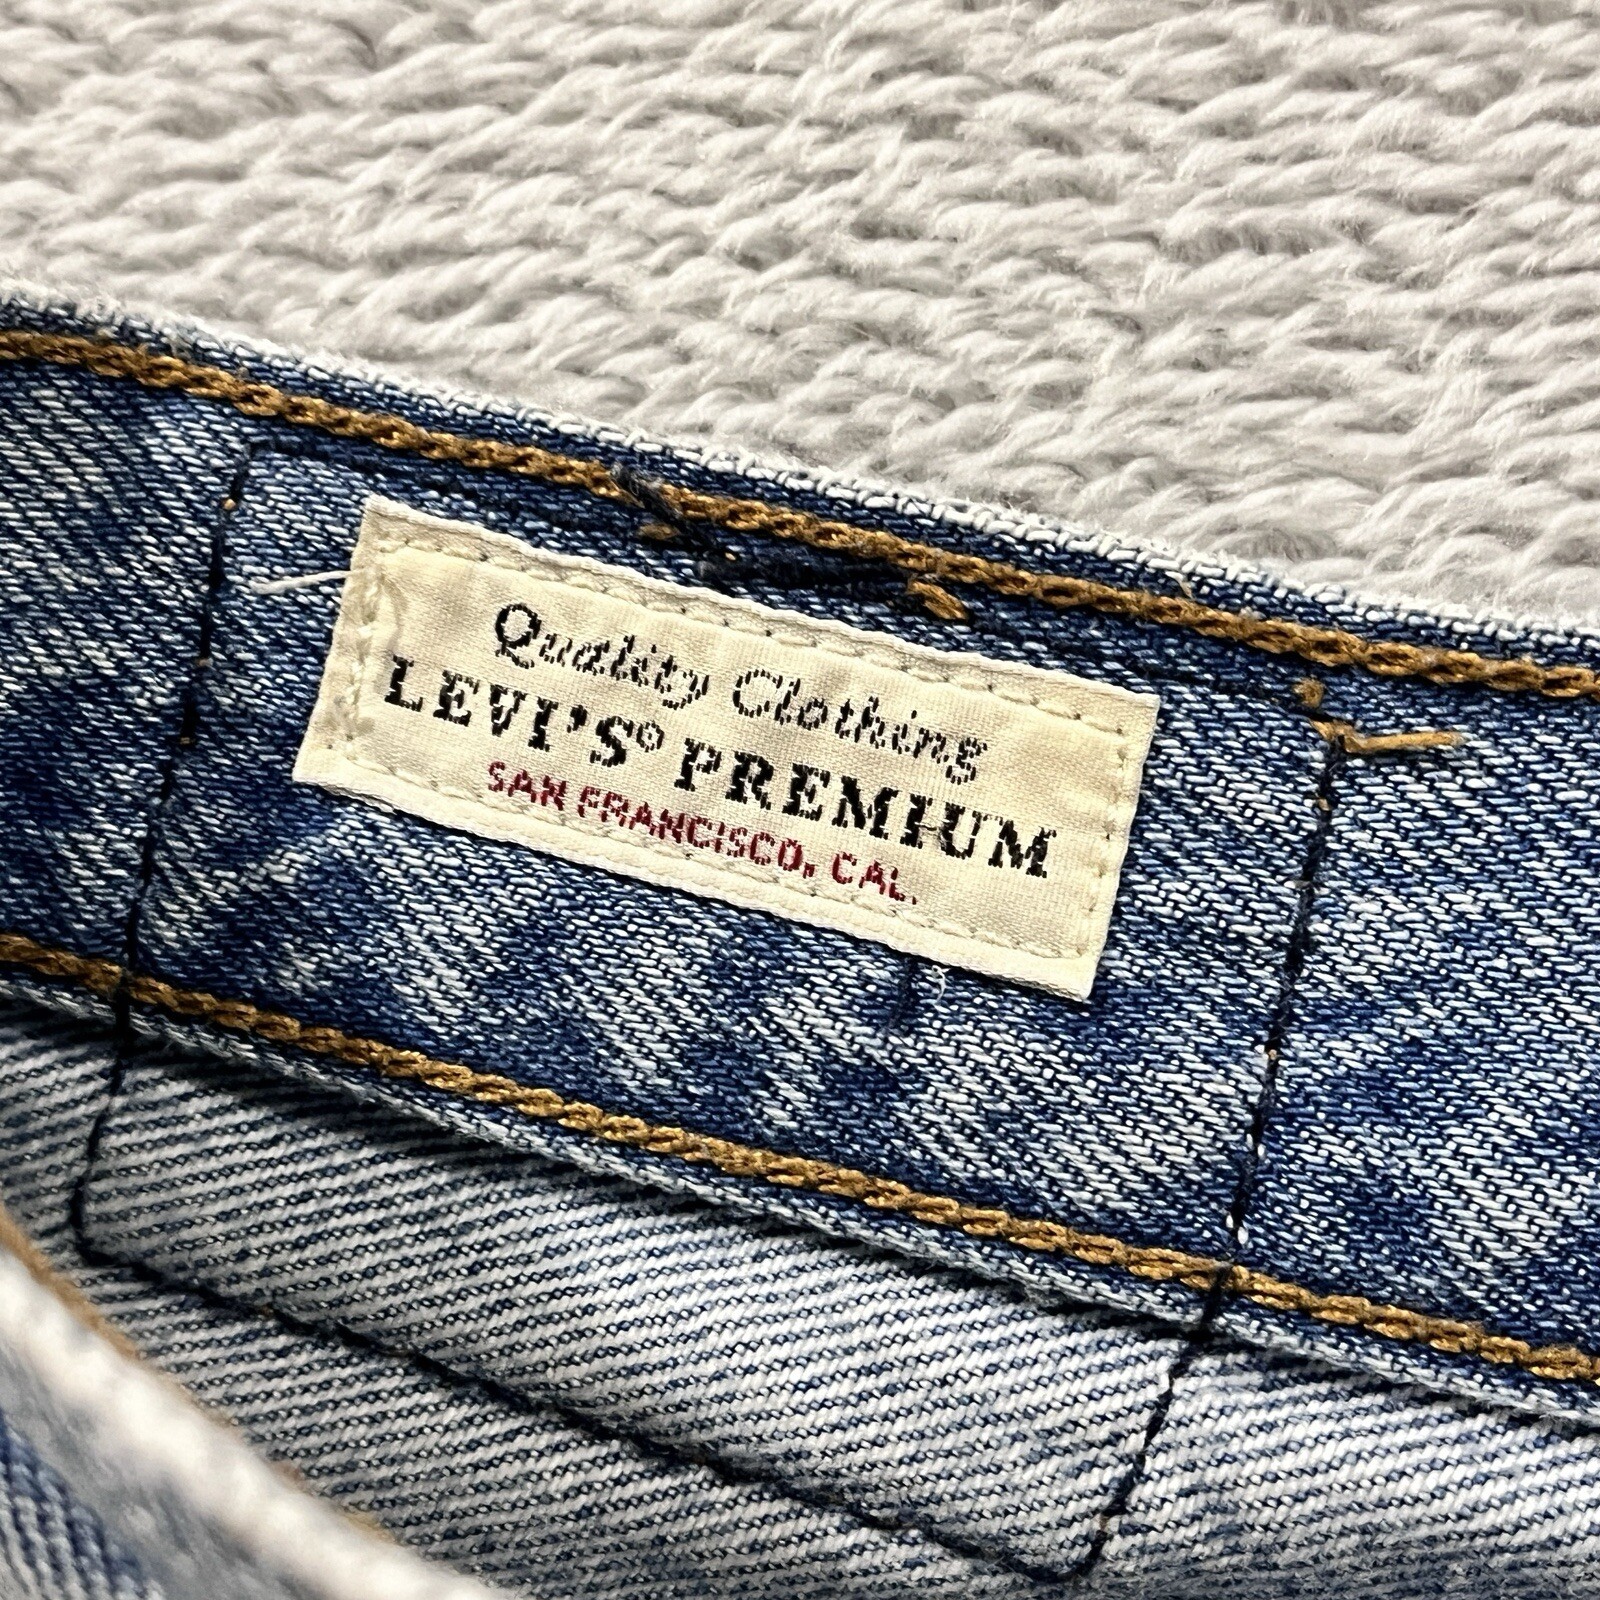 Quality Clothing
LEVI'S® PREMIUM
SAN FRANCISCO, CAL.